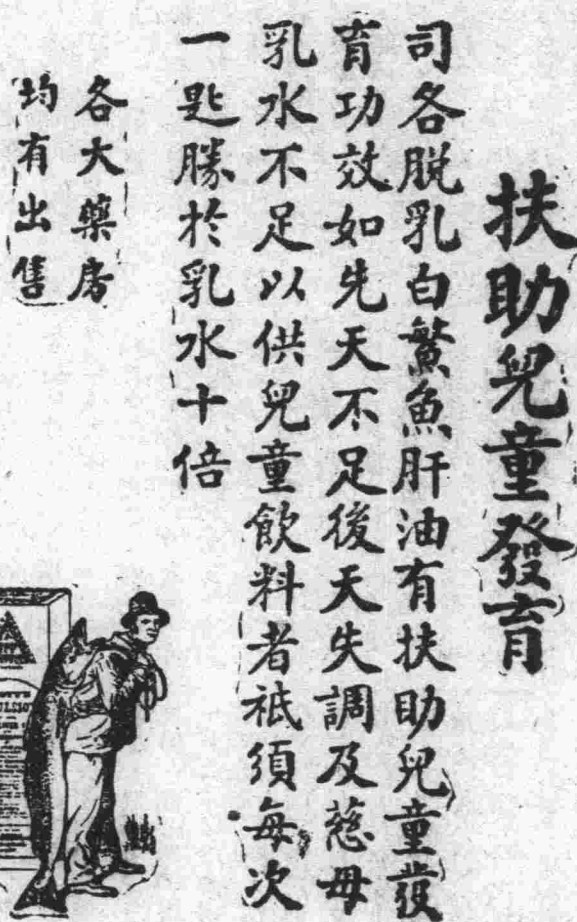 扶助兒童發育
司各脫乳白鰵魚肝油有扶助兒童發
育功效如先天不足後天失調及慈母
乳水不足以供兒童飲料者祇須每次
一匙勝於乳水十倍
各大藥房
均有出售